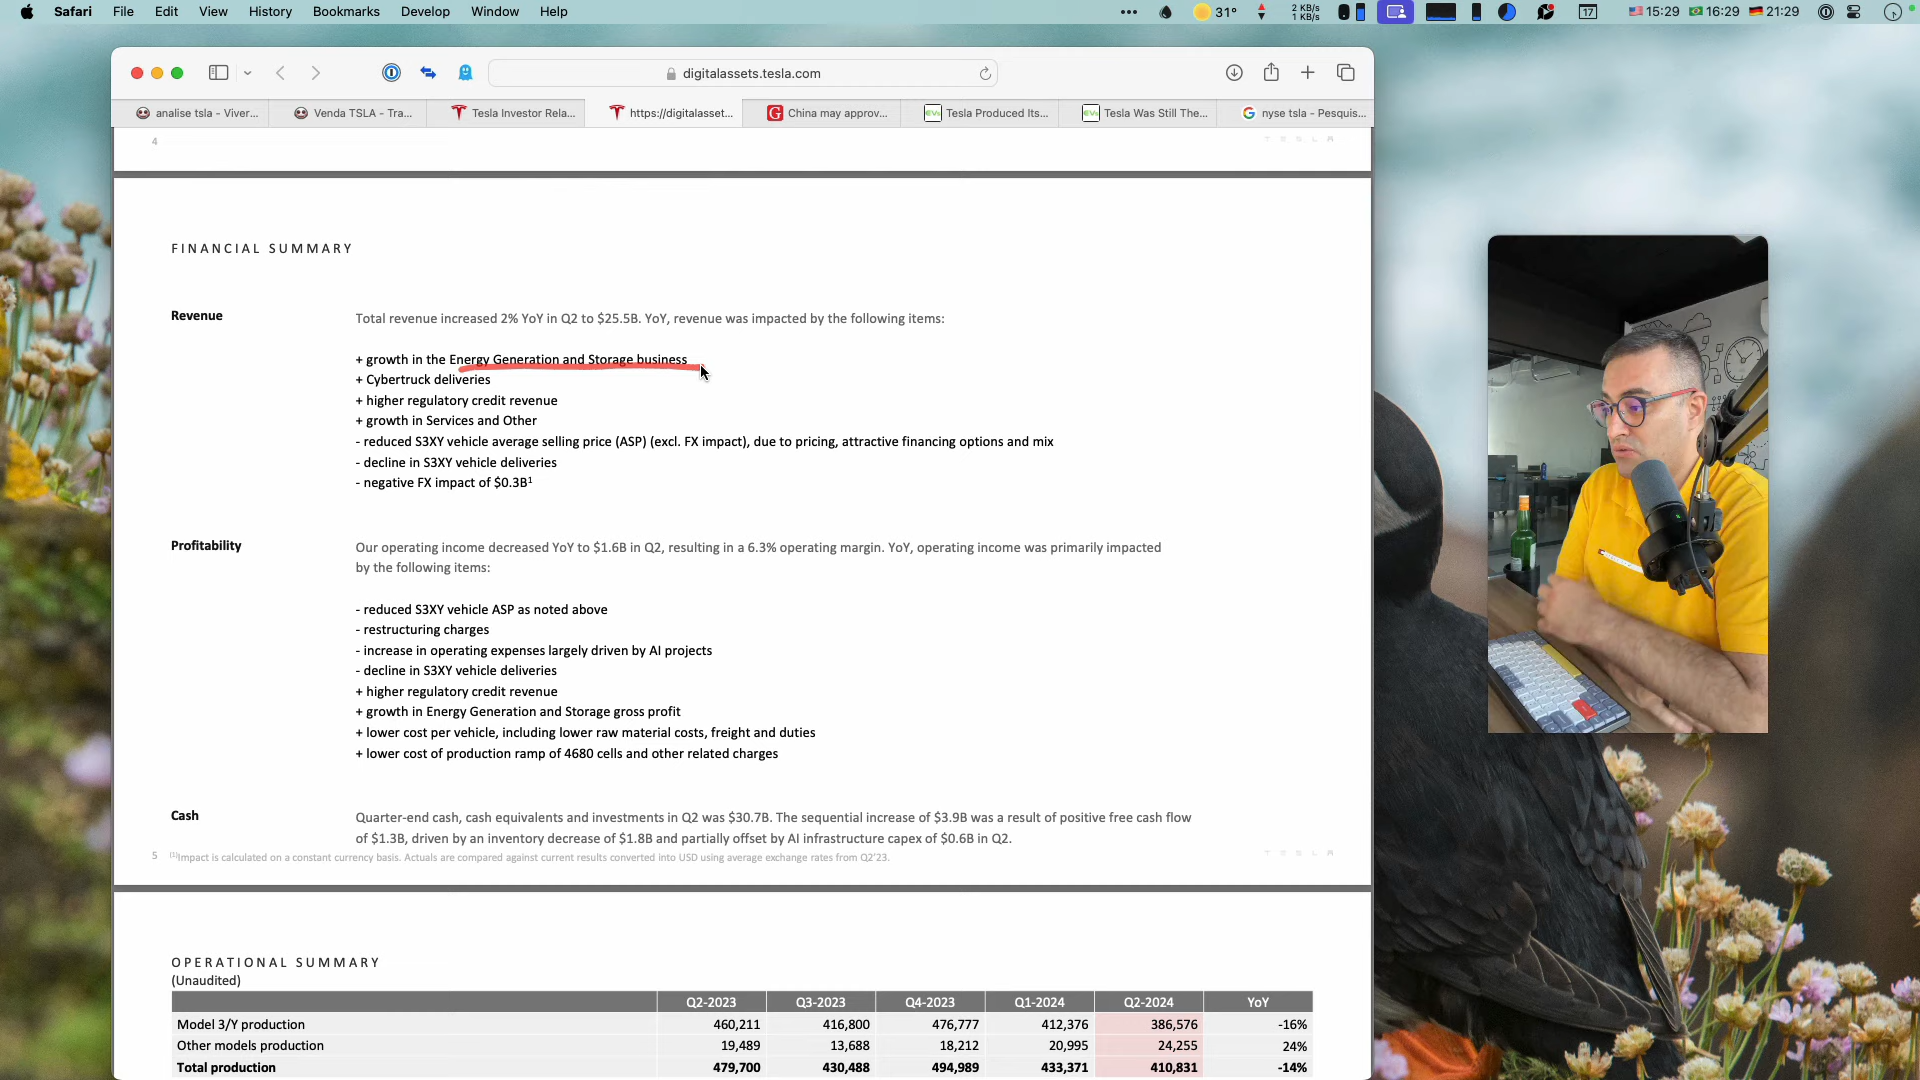 Safari File Edit View History Bookmarks Develop Window Help
31° 2 KB/s 1 KB/s 17 15:29 16:29 21:29
digitalassets.tesla.com
analise tsla - Viver... Venda TSLA - Tra... Tesla Investor Rela... https://digitalasset... China may approv... Tesla Produced Its... Tesla Was Still The... nyse tsla - Pesquis...
4 TESLA
FINANCIAL SUMMARY
Revenue Total revenue increased 2% YoY in Q2 to $25.5B. YoY, revenue was impacted by the following items:
+ growth in the Energy Generation and Storage business
+ Cybertruck deliveries
+ higher regulatory credit revenue
+ growth in Services and Other
- reduced S3XY vehicle average selling price (ASP) (excl. FX impact), due to pricing, attractive financing options and mix
- decline in S3XY vehicle deliveries
- negative FX impact of $0.3B¹
Profitability Our operating income decreased YoY to $1.6B in Q2, resulting in a 6.3% operating margin. YoY, operating income was primarily impacted
by the following items:
- reduced S3XY vehicle ASP as noted above
- restructuring charges
- increase in operating expenses largely driven by AI projects
- decline in S3XY vehicle deliveries
+ higher regulatory credit revenue
+ growth in Energy Generation and Storage gross profit
+ lower cost per vehicle, including lower raw material costs, freight and duties
+ lower cost of production ramp of 4680 cells and other related charges
Cash Quarter-end cash, cash equivalents and investments in Q2 was $30.7B. The sequential increase of $3.9B was a result of positive free cash flow
of $1.3B, driven by an inventory decrease of $1.8B and partially offset by AI infrastructure capex of $0.6B in Q2.
5 (1)Impact is calculated on a constant currency basis. Actuals are compared against current results converted into USD using average exchange rates from Q2'23. TESLA
OPERATIONAL SUMMARY
(Unaudited)
Q2-2023 Q3-2023 Q4-2023 Q1-2024 Q2-2024 YoY
Model 3/Y production 460,211 416,800 476,777 412,376 386,576 -16%
Other models production 19,489 13,688 18,212 20,995 24,255 24%
Total production 479,700 430,488 494,989 433,371 410,831 -14%